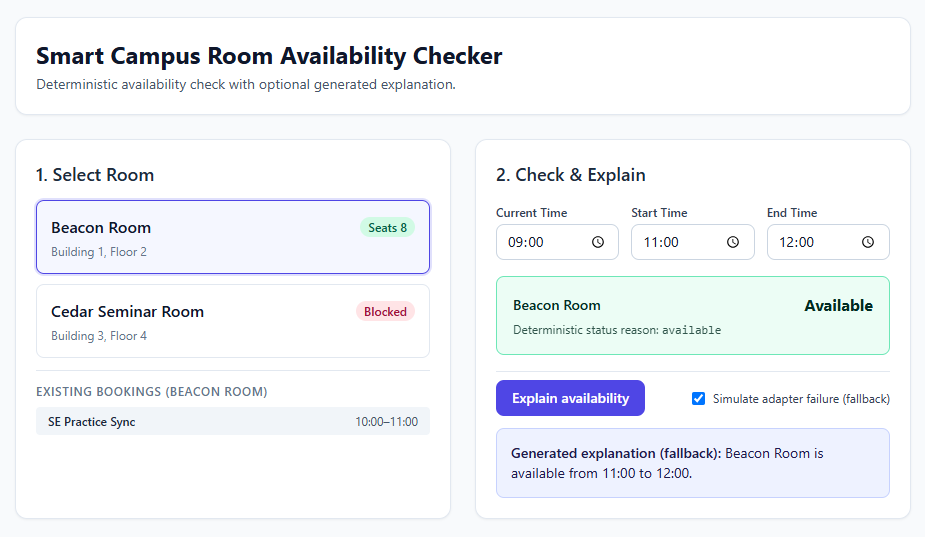 Smart Campus Room Availability Checker
Deterministic availability check with optional generated explanation.
1. Select Room
Beacon Room
Seats 8
Building 1, Floor 2
Cedar Seminar Room
Blocked
Building 3, Floor 4
EXISTING BOOKINGS (BEACON ROOM)
SE Practice Sync
10:00–11:00
2. Check & Explain
Current Time
Start Time
End Time
09:00
11:00
12:00
Beacon Room
Available
Deterministic status reason: available
Explain availability
Simulate adapter failure (fallback)
Generated explanation (fallback): Beacon Room is
available from 11:00 to 12:00.